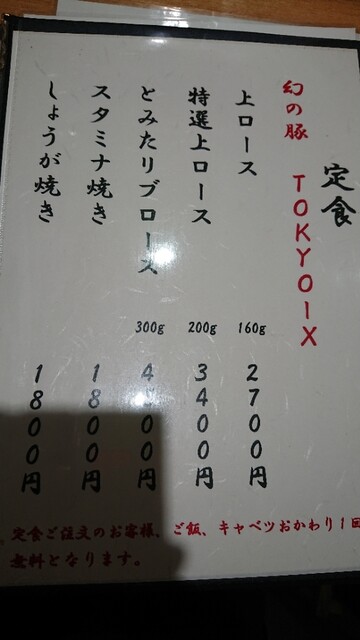 定食
幻の豚 TOKYO IX
上ロース 160g 2700円
特選上ロース 200g 3400円
とみたリブロース 300g
スタミナ焼き 1800円
しょうが焼き 1800円
定食ご注文のお客様、ご飯、キャベツおかわり1回
無料となります。